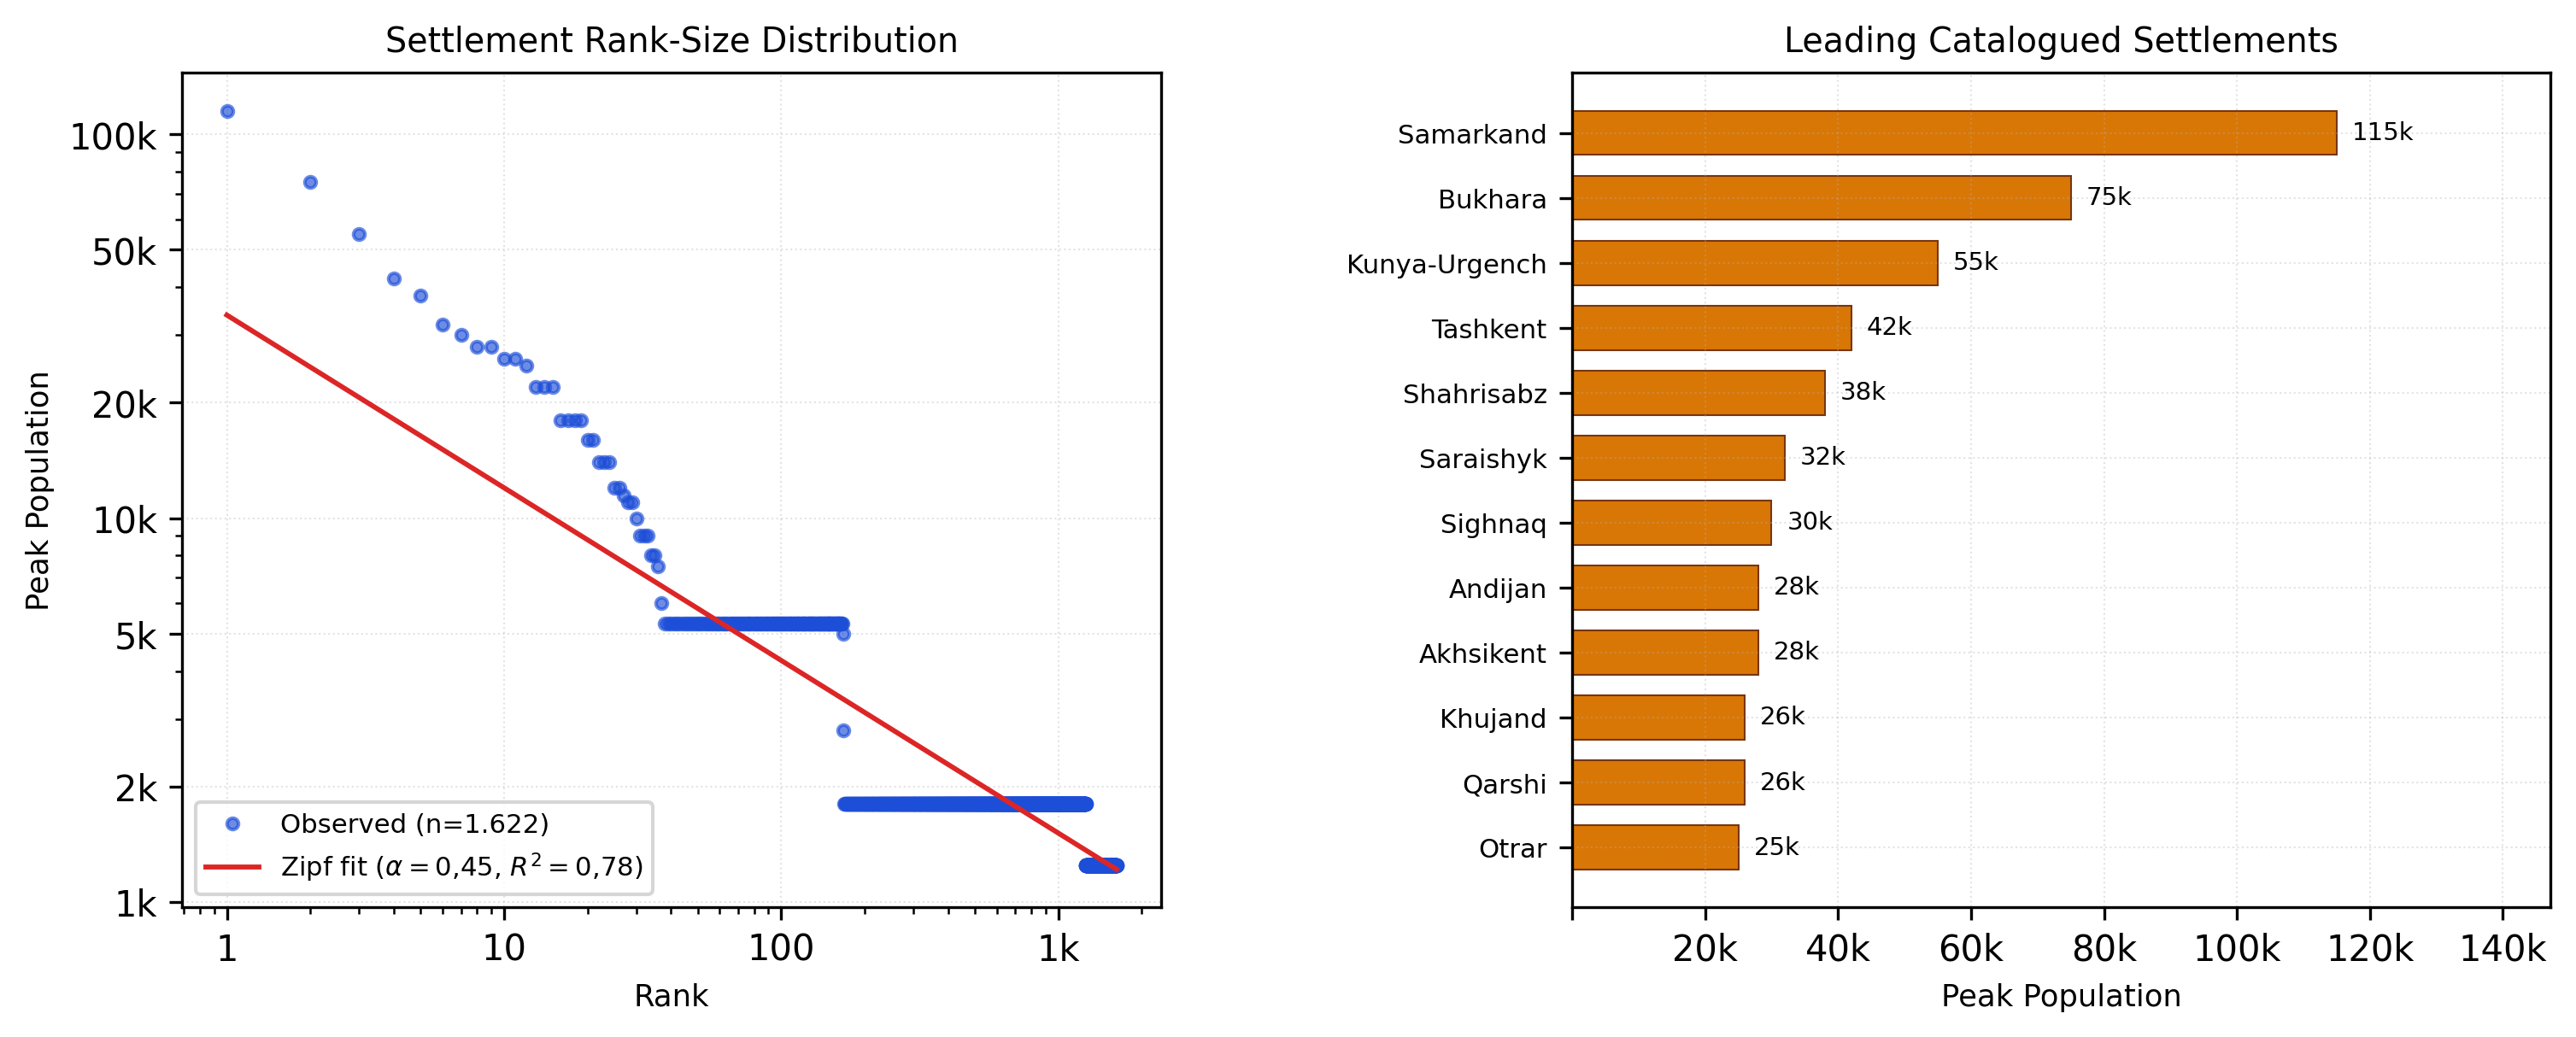 Settlement Rank-Size Distribution
Peak Population
100k
50k
20k
10k
5k
2k
1k
Observed (n=1.622)
Zipf fit (α = 0,45, R² = 0,78)
1
10
100
1k
Rank
Leading Catalogued Settlements
Samarkand
115k
Bukhara
75k
Kunya-Urgench
55k
Tashkent
42k
Shahrisabz
38k
Saraishyk
32k
Sighnaq
30k
Andijan
28k
Akhsikent
28k
Khujand
26k
Qarshi
26k
Otrar
25k
20k
40k
60k
80k
100k
120k
140k
Peak Population